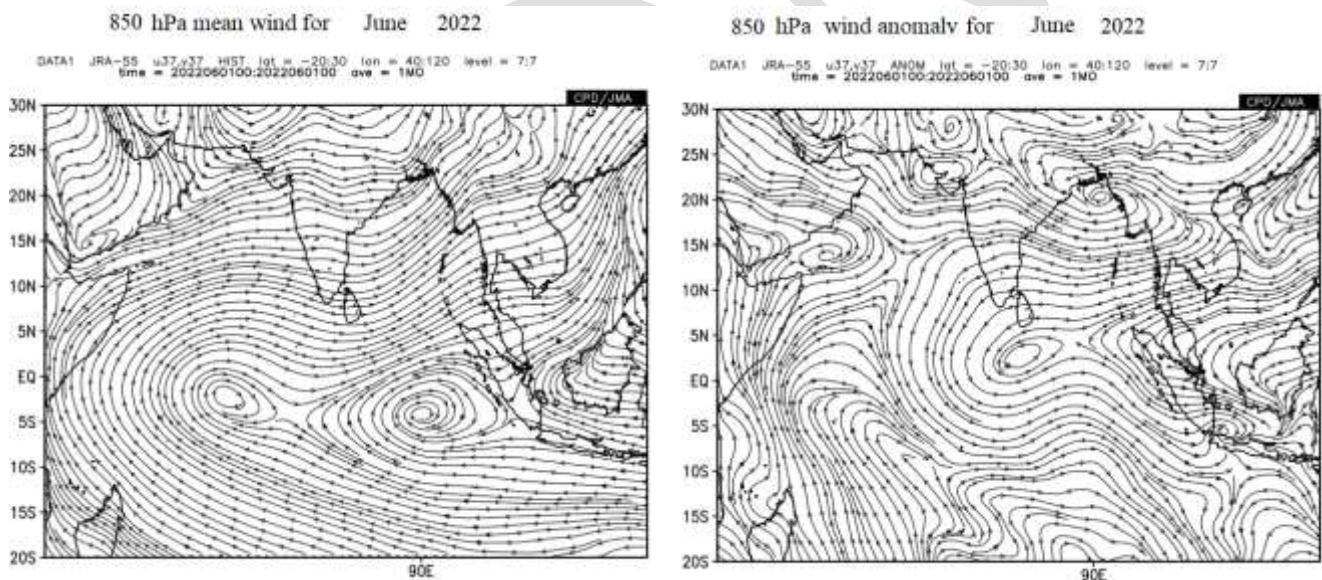 850 hPa mean wind for June 2022
DATA1 JRA-55 u37,v37 HIST lat = -20:30 lon = 40:120 level = 7:7
time = 2022060100:2022060100 ave = 1MO
CPD/JMA
30N
25N
20N
15N
10N
5N
EQ
5S
10S
15S
20S
90E
850 hPa wind anomaly for June 2022
DATA1 JRA-55 u37,v37 ANOM lat = -20:30 lon = 40:120 level = 7:7
time = 2022060100:2022060100 ave = 1MO
CPD/JMA
30N
25N
20N
15N
10N
5N
EQ
5S
10S
15S
20S
90E